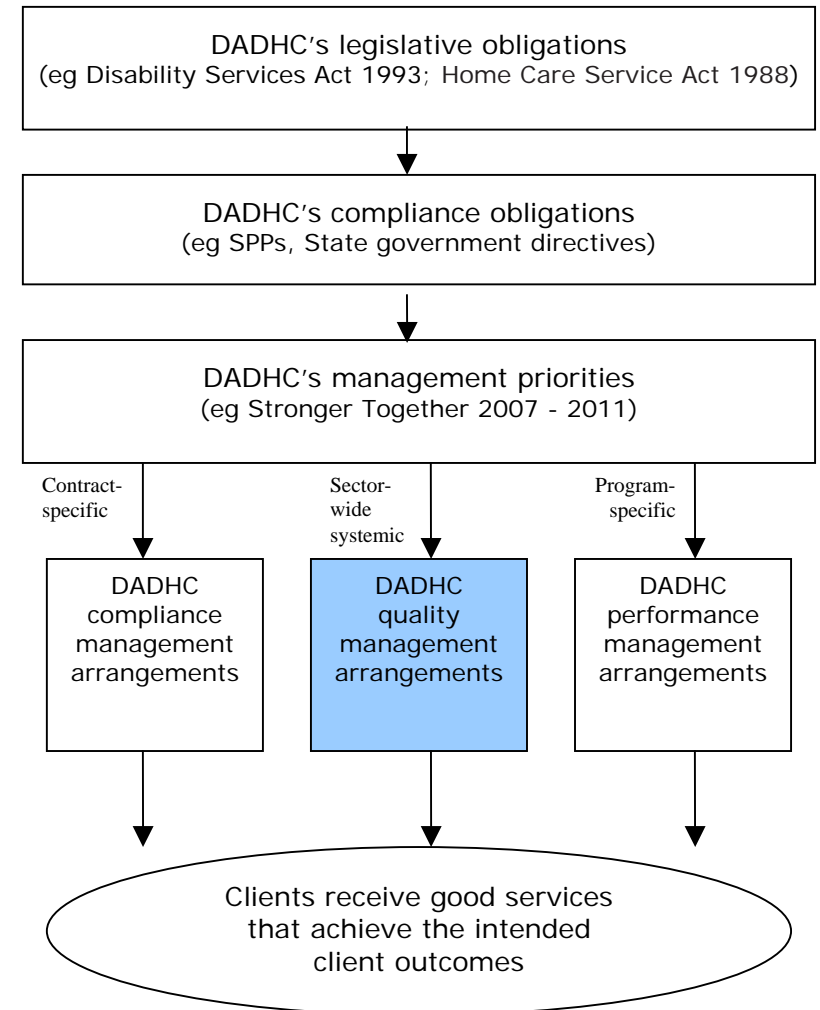 DADHC's legislative obligations
(eg Disability Services Act 1993; Home Care Service Act 1988)
DADHC's compliance obligations
(eg SPPs, State government directives)
DADHC's management priorities
(eg Stronger Together 2007 - 2011)
Contract-
specific
Sector-
wide
systemic
Program-
specific
DADHC
compliance
management
arrangements
DADHC
quality
management
arrangements
DADHC
performance
management
arrangements
Clients receive good services
that achieve the intended
client outcomes